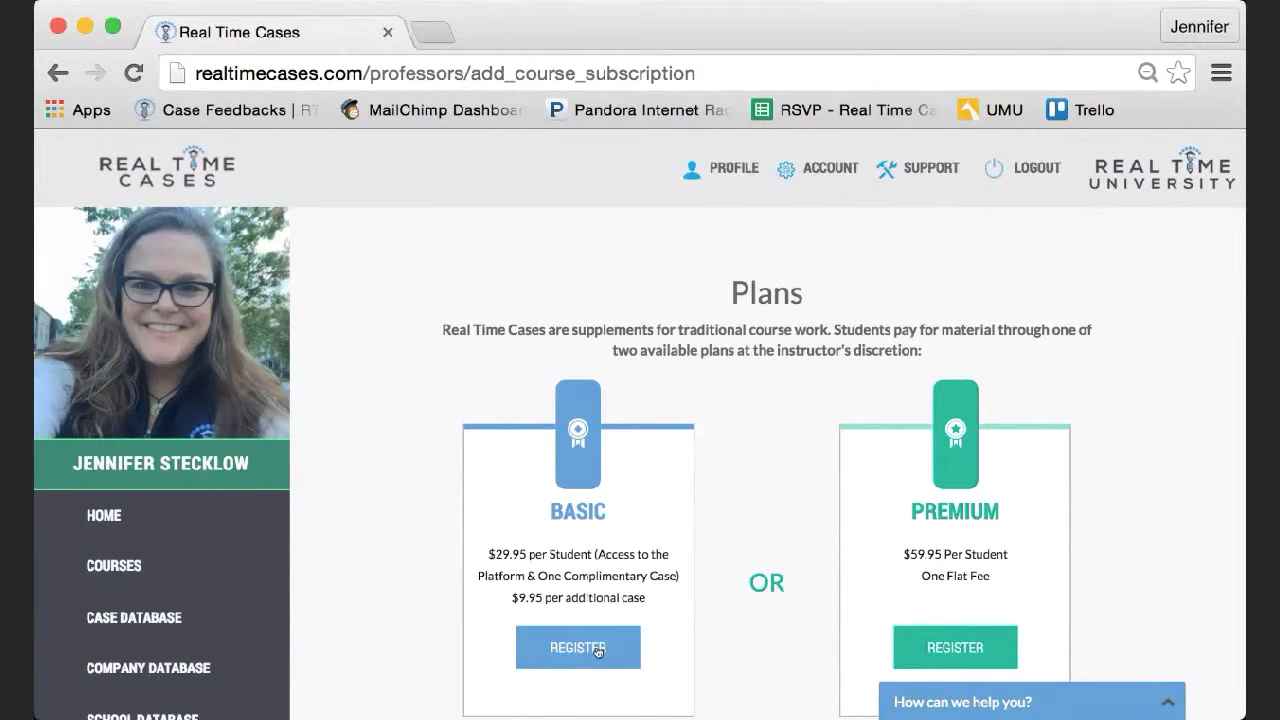 Real Time Cases
Jennifer
realtimecases.com/professors/add_course_subscription
Apps
Case Feedbacks | RT
MailChimp Dashboa
Pandora Internet Ra
RSVP - Real Time Ca
UMU
Trello
REAL TIME
CASES
PROFILE
ACCOUNT
SUPPORT
LOGOUT
REAL TIME
UNIVERSITY
Plans
Real Time Cases are supplements for traditional course work. Students pay for material through one of
two available plans at the instructor's discretion:
JENNIFER STECKLOW
HOME
COURSES
CASE DATABASE
COMPANY DATABASE
SCHOOL DATABASE
BASIC
$29.95 per Student (Access to the
Platform & One Complimentary Case)
$9.95 per additional case
REGISTER
OR
PREMIUM
$59.95 Per Student
One Flat Fee
REGISTER
How can we help you?